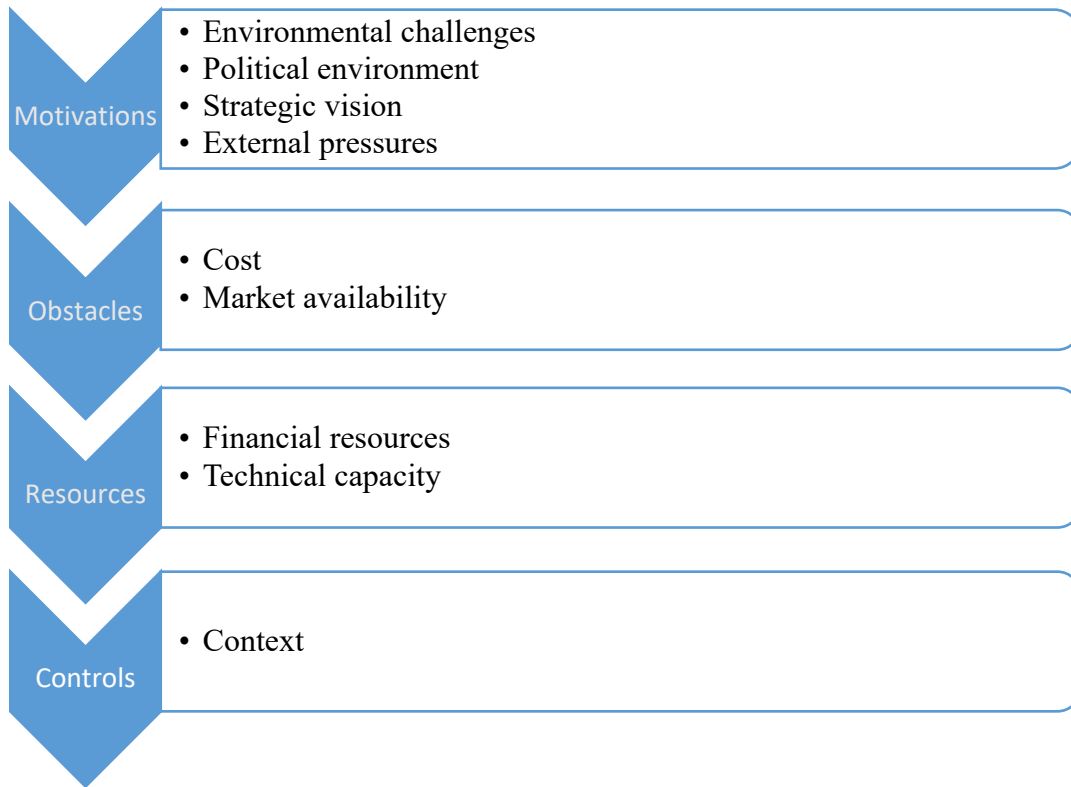 Motivations
• Environmental challenges
• Political environment
• Strategic vision
• External pressures
Obstacles
• Cost
• Market availability
Resources
• Financial resources
• Technical capacity
Controls
• Context